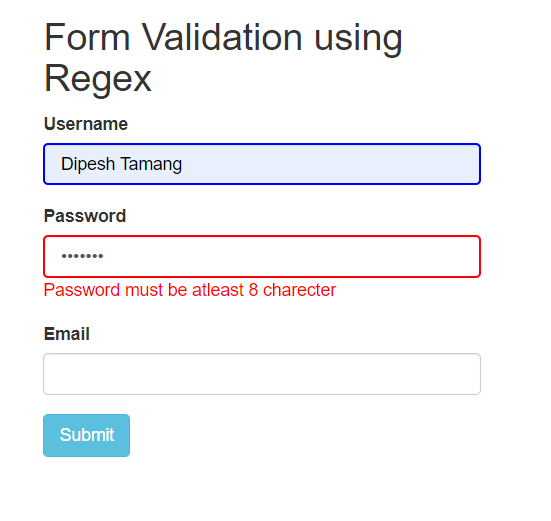 Form Validation using
Regex
Username
Dipesh Tamang
Password
•••••••
Password must be atleast 8 charecter
Email
Submit